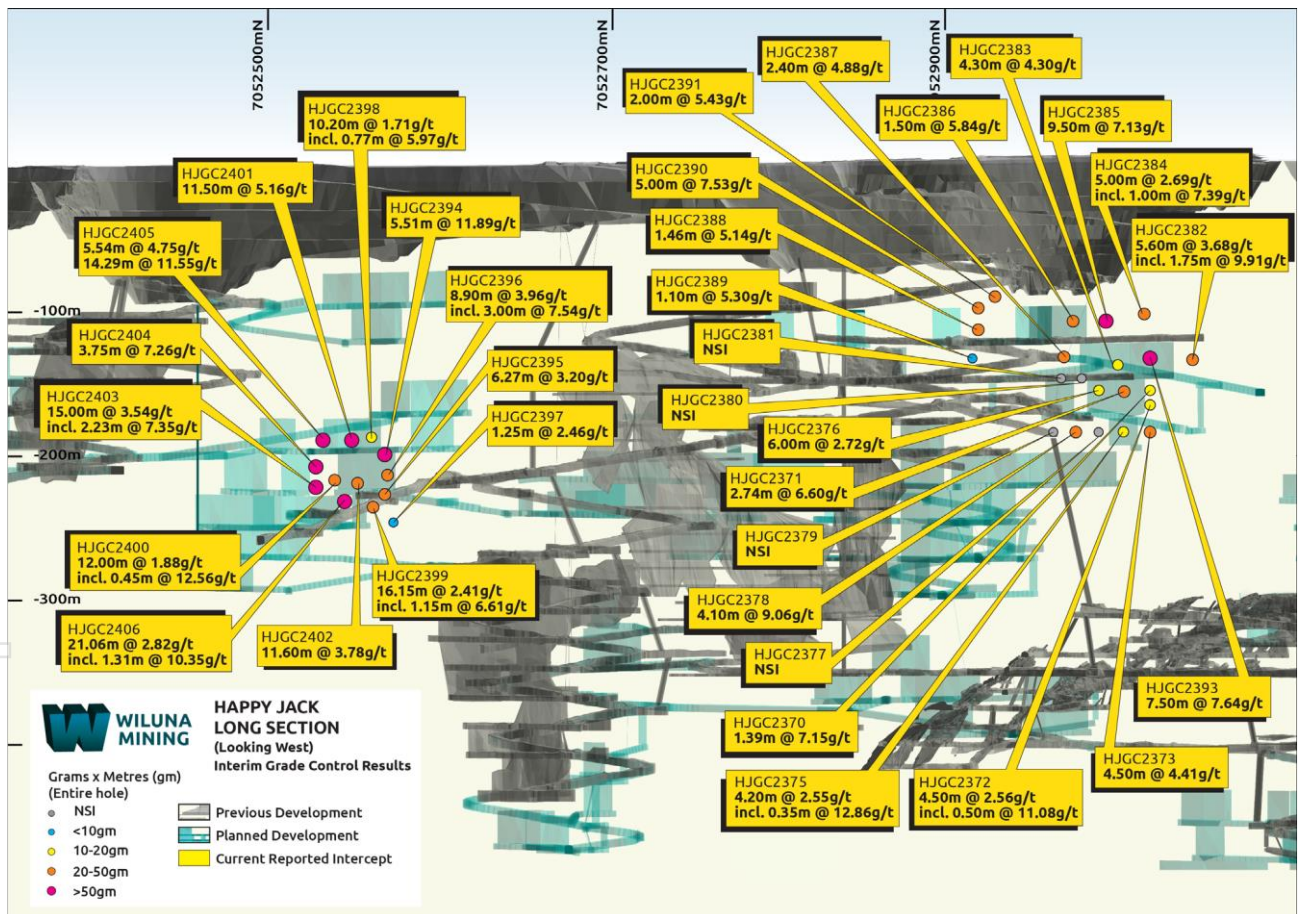 7052500mN
7052700mN
7052900mN
-100m
-200m
-300m
HJGC2398
10.20m @ 1.71g/t
incl. 0.77m @ 5.97g/t
HJGC2401
11.50m @ 5.16g/t
HJGC2394
5.51m @ 11.89g/t
HJGC2405
5.54m @ 4.75g/t
14.29m @ 11.55g/t
HJGC2396
8.90m @ 3.96g/t
incl. 3.00m @ 7.54g/t
HJGC2404
3.75m @ 7.26g/t
HJGC2395
6.27m @ 3.20g/t
HJGC2403
15.00m @ 3.54g/t
incl. 2.23m @ 7.35g/t
HJGC2397
1.25m @ 2.46g/t
HJGC2400
12.00m @ 1.88g/t
incl. 0.45m @ 12.56g/t
HJGC2399
16.15m @ 2.41g/t
incl. 1.15m @ 6.61g/t
HJGC2406
21.06m @ 2.82g/t
incl. 1.31m @ 10.35g/t
HJGC2402
11.60m @ 3.78g/t
HJGC2387
2.40m @ 4.88g/t
HJGC2383
4.30m @ 4.30g/t
HJGC2391
2.00m @ 5.43g/t
HJGC2386
1.50m @ 5.84g/t
HJGC2385
9.50m @ 7.13g/t
HJGC2390
5.00m @ 7.53g/t
HJGC2384
5.00m @ 2.69g/t
incl. 1.00m @ 7.39g/t
HJGC2388
1.46m @ 5.14g/t
HJGC2382
5.60m @ 3.68g/t
incl. 1.75m @ 9.91g/t
HJGC2389
1.10m @ 5.30g/t
HJGC2381
NSI
HJGC2380
NSI
HJGC2376
6.00m @ 2.72g/t
HJGC2371
2.74m @ 6.60g/t
HJGC2379
NSI
HJGC2378
4.10m @ 9.06g/t
HJGC2377
NSI
HJGC2370
1.39m @ 7.15g/t
HJGC2375
4.20m @ 2.55g/t
incl. 0.35m @ 12.86g/t
HJGC2372
4.50m @ 2.56g/t
incl. 0.50m @ 11.08g/t
HJGC2373
4.50m @ 4.41g/t
HJGC2393
7.50m @ 7.64g/t
WILUNA
MINING
HAPPY JACK
LONG SECTION
(Looking West)
Interim Grade Control Results
Grams x Metres (gm)
(Entire hole)
NSI
<10gm
10-20gm
20-50gm
>50gm
Previous Development
Planned Development
Current Reported Intercept